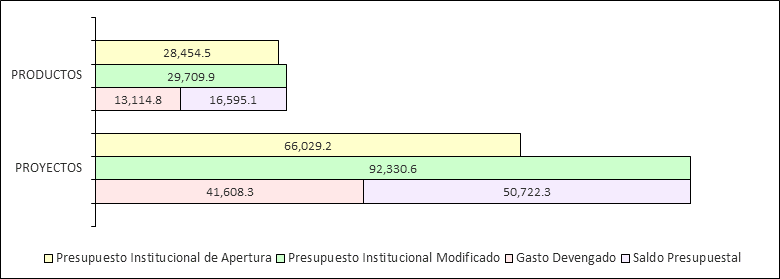 28,454.5
PRODUCTOS
29,709.9
13,114.8 16,595.1
66,029.2
PROYECTOS
92,330.6
41,608.3 50,722.3
Presupuesto Institucional de Apertura Presupuesto Institucional Modificado Gasto Devengado Saldo Presupuestal